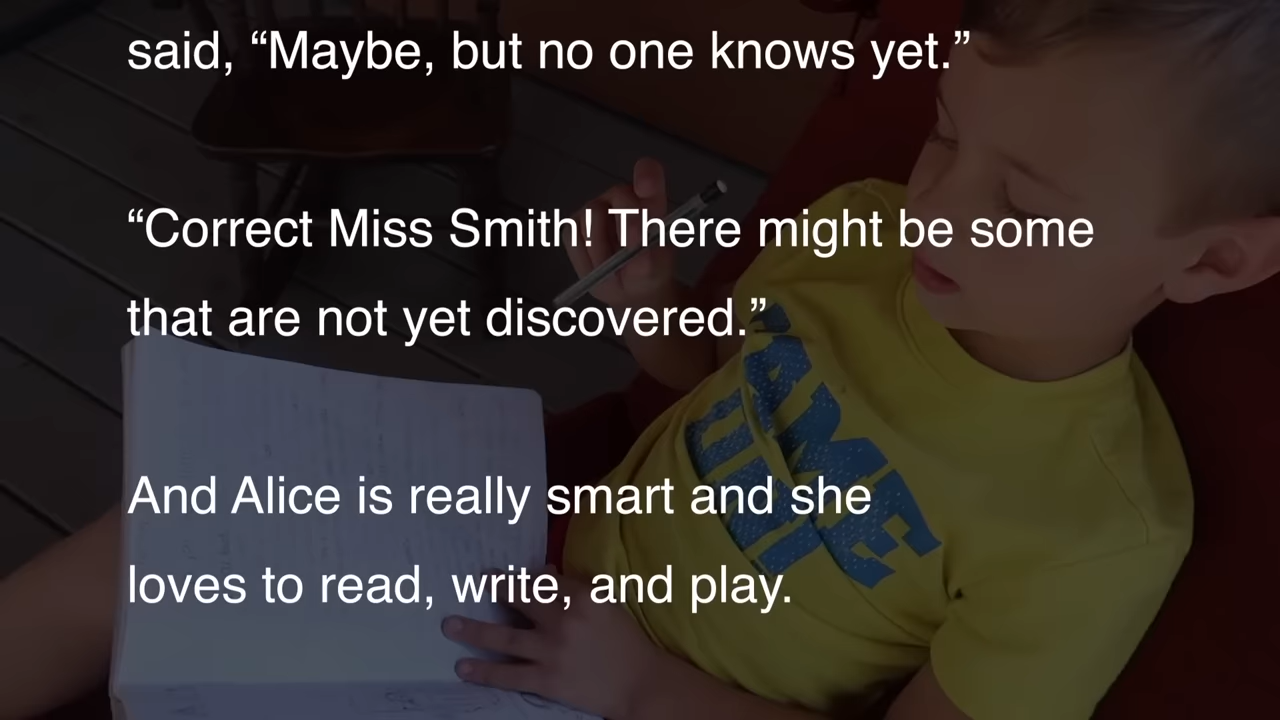 said, “Maybe, but no one knows yet.”
“Correct Miss Smith! There might be some
that are not yet discovered.”
And Alice is really smart and she
loves to read, write, and play.